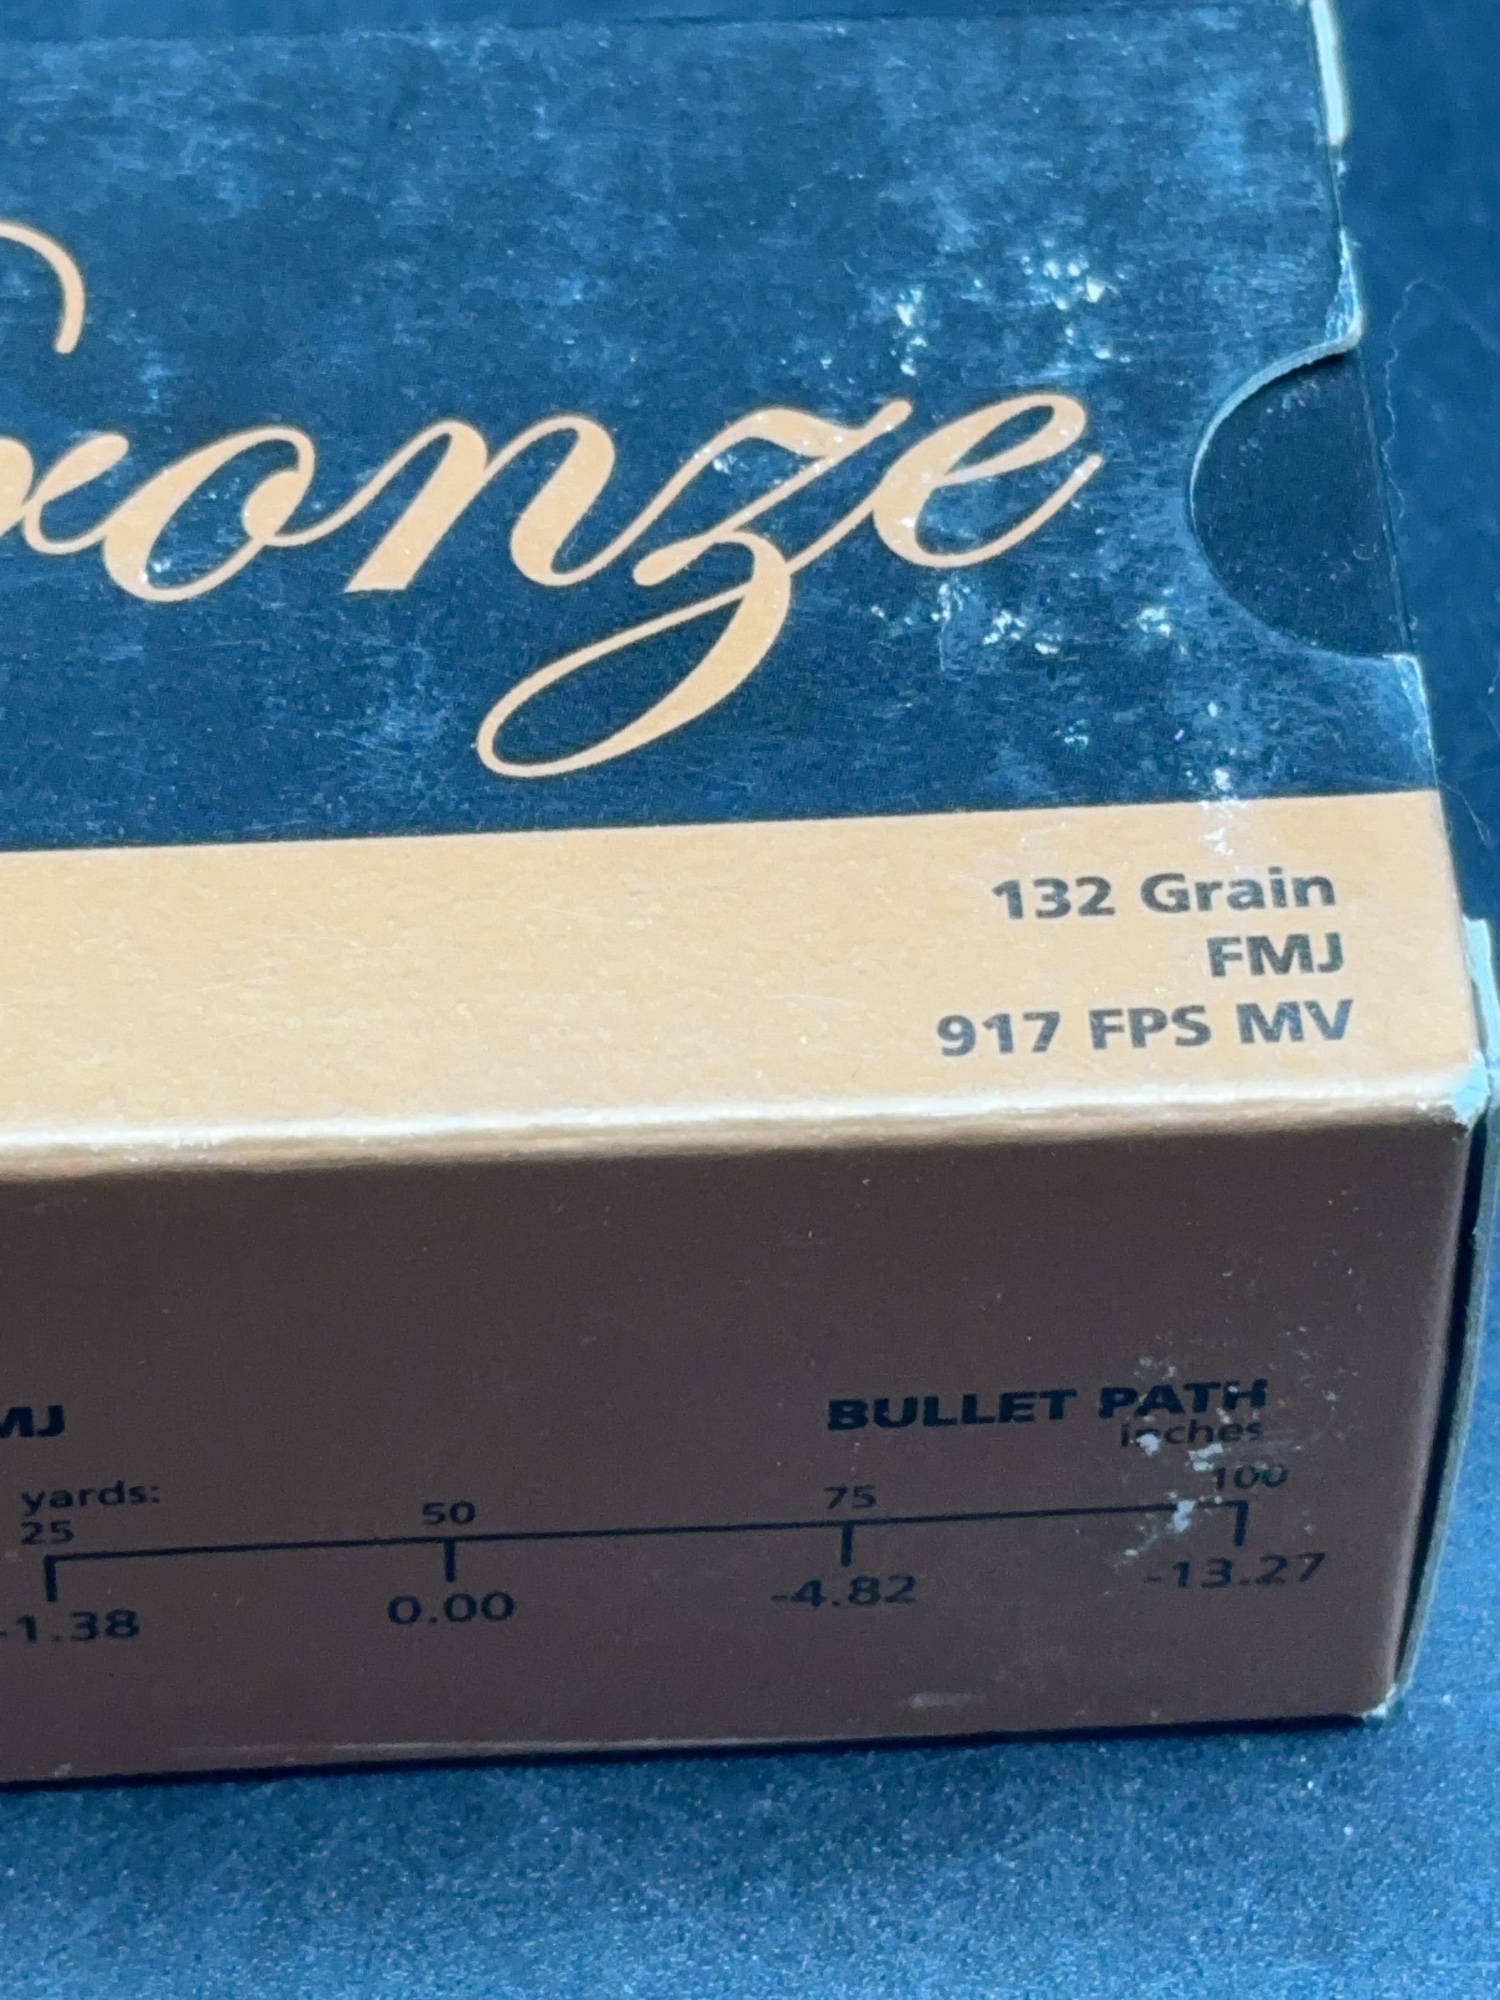 ronze
132 Grain
FMJ
917 FPS MV
MJ
BULLET PATH
inches
yards:
25 50 75 100
-1.38 0.00 -4.82 -13.27